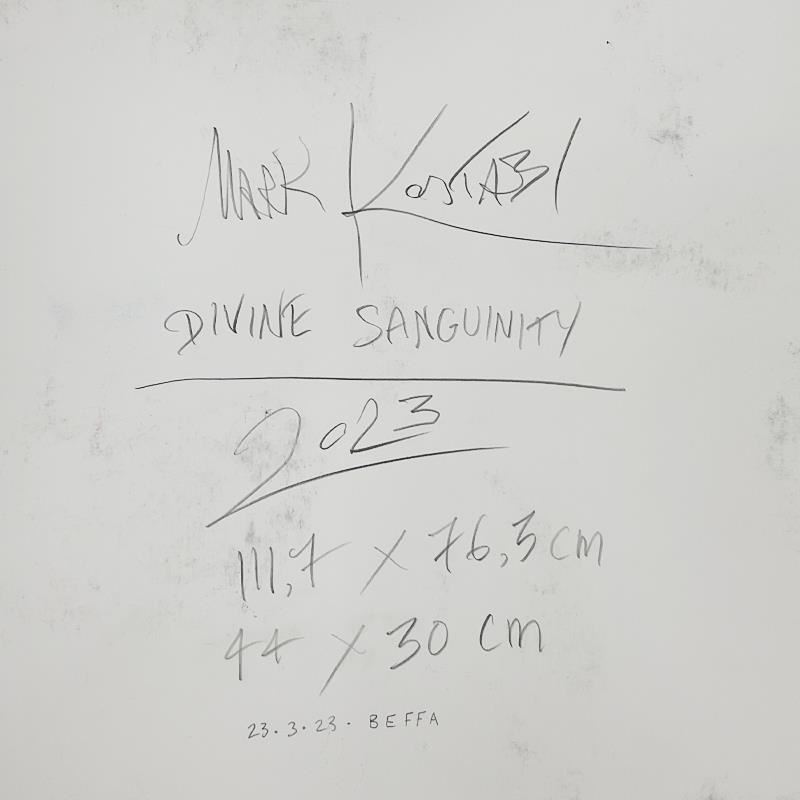 MARK KOSTABI
DIVINE SANGUINITY
2023
111,7 X 76,3 cm
44 X 30 cm
23.3.23. BEFFA